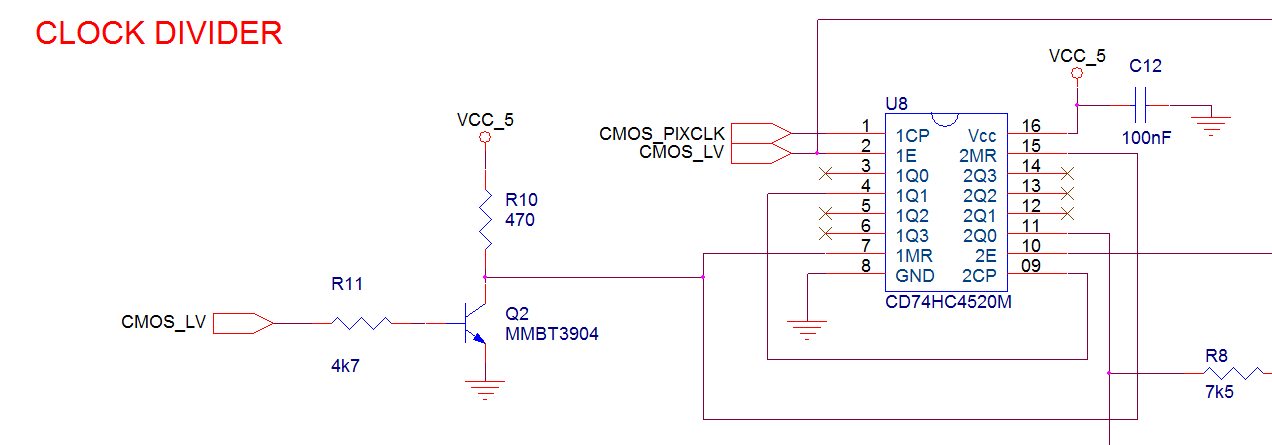 CLOCK DIVIDER
VCC_5
R10
470
R11
CMOS_LV
4k7
Q2
MMBT3904
CMOS_PIXCLK
CMOS_LV
U8
VCC_5
C12
100nF
1 1CP Vcc 16
2 1E 2MR 15
3 1Q0 2Q3 14
4 1Q1 2Q2 13
5 1Q2 2Q1 12
6 1Q3 2Q0 11
7 1MR 2E 10
8 GND 2CP 09
CD74HC4520M
R8
7k5